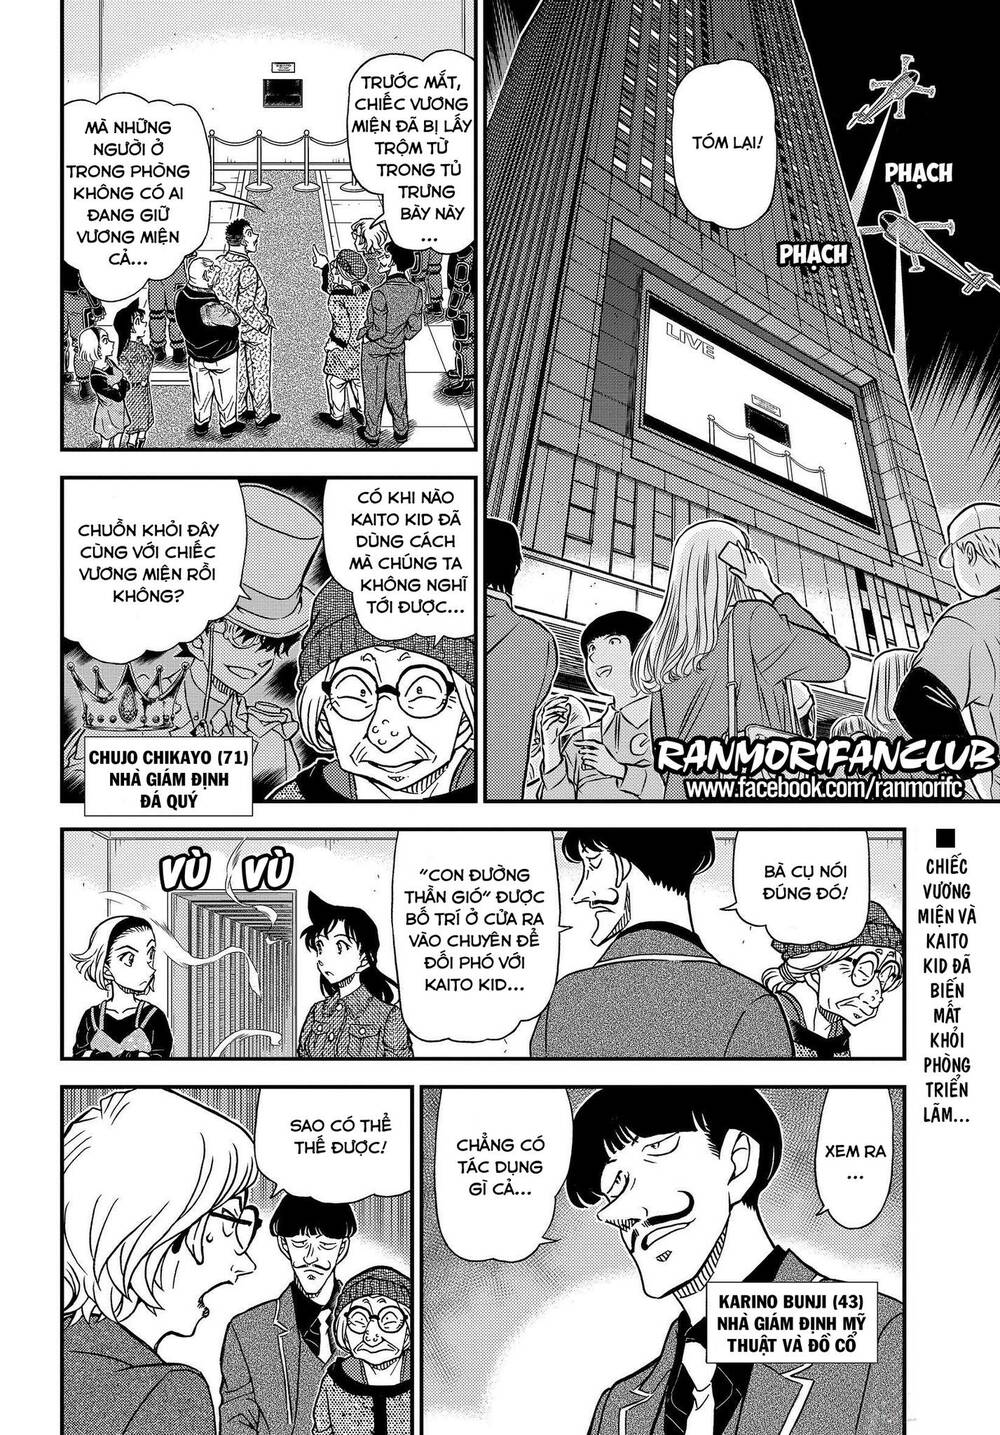 TÓM LẠI!
PHẠCH
PHẠCH
LIVE
TRƯỚC MẮT,
CHIẾC VƯƠNG
MIỆN ĐÃ BỊ LẤY
TRỘM TỪ
TRONG TỦ
TRƯNG
BÀY NÀY
...
MÀ NHỮNG
NGƯỜI Ở
TRONG PHÒNG
KHÔNG CÓ AI
ĐANG GIỮ
VƯƠNG MIỆN
CẢ...
CÓ KHI NÀO
KAITO KID ĐÃ
DÙNG CÁCH
MÀ CHÚNG TA
KHÔNG NGHĨ
TỚI ĐƯỢC...
CHUỒN KHỎI ĐÂY
CÙNG VỚI CHIẾC
VƯƠNG MIỆN RỒI
KHÔNG?
CHUJO CHIKAYO (71)
NHÀ GIÁM ĐỊNH
ĐÁ QUÝ
RANMORIFANCLUB
www.facebook.com/ranmorifc
CHIẾC
VƯƠNG
MIỆN VÀ
KAITO
KID ĐÃ
BIẾN
MẤT
KHỎI
PHÒNG
TRIỂN
LÃM...
BÀ CỤ NÓI
ĐÚNG ĐÓ!
"CON ĐƯỜNG
THẦN GIÓ" ĐƯỢC
BỐ TRÍ Ở CỬA RA
VÀO CHUYÊN ĐỂ
ĐỐI PHÓ VỚI
KAITO KID...
VÙ VÙ
XEM RA
...
CHẲNG CÓ
TÁC DỤNG
GÌ CẢ...
KARINO BUNJI (43)
NHÀ GIÁM ĐỊNH MỸ
THUẬT VÀ ĐỒ CỔ
SAO CÓ THỂ
THẾ ĐƯỢC!